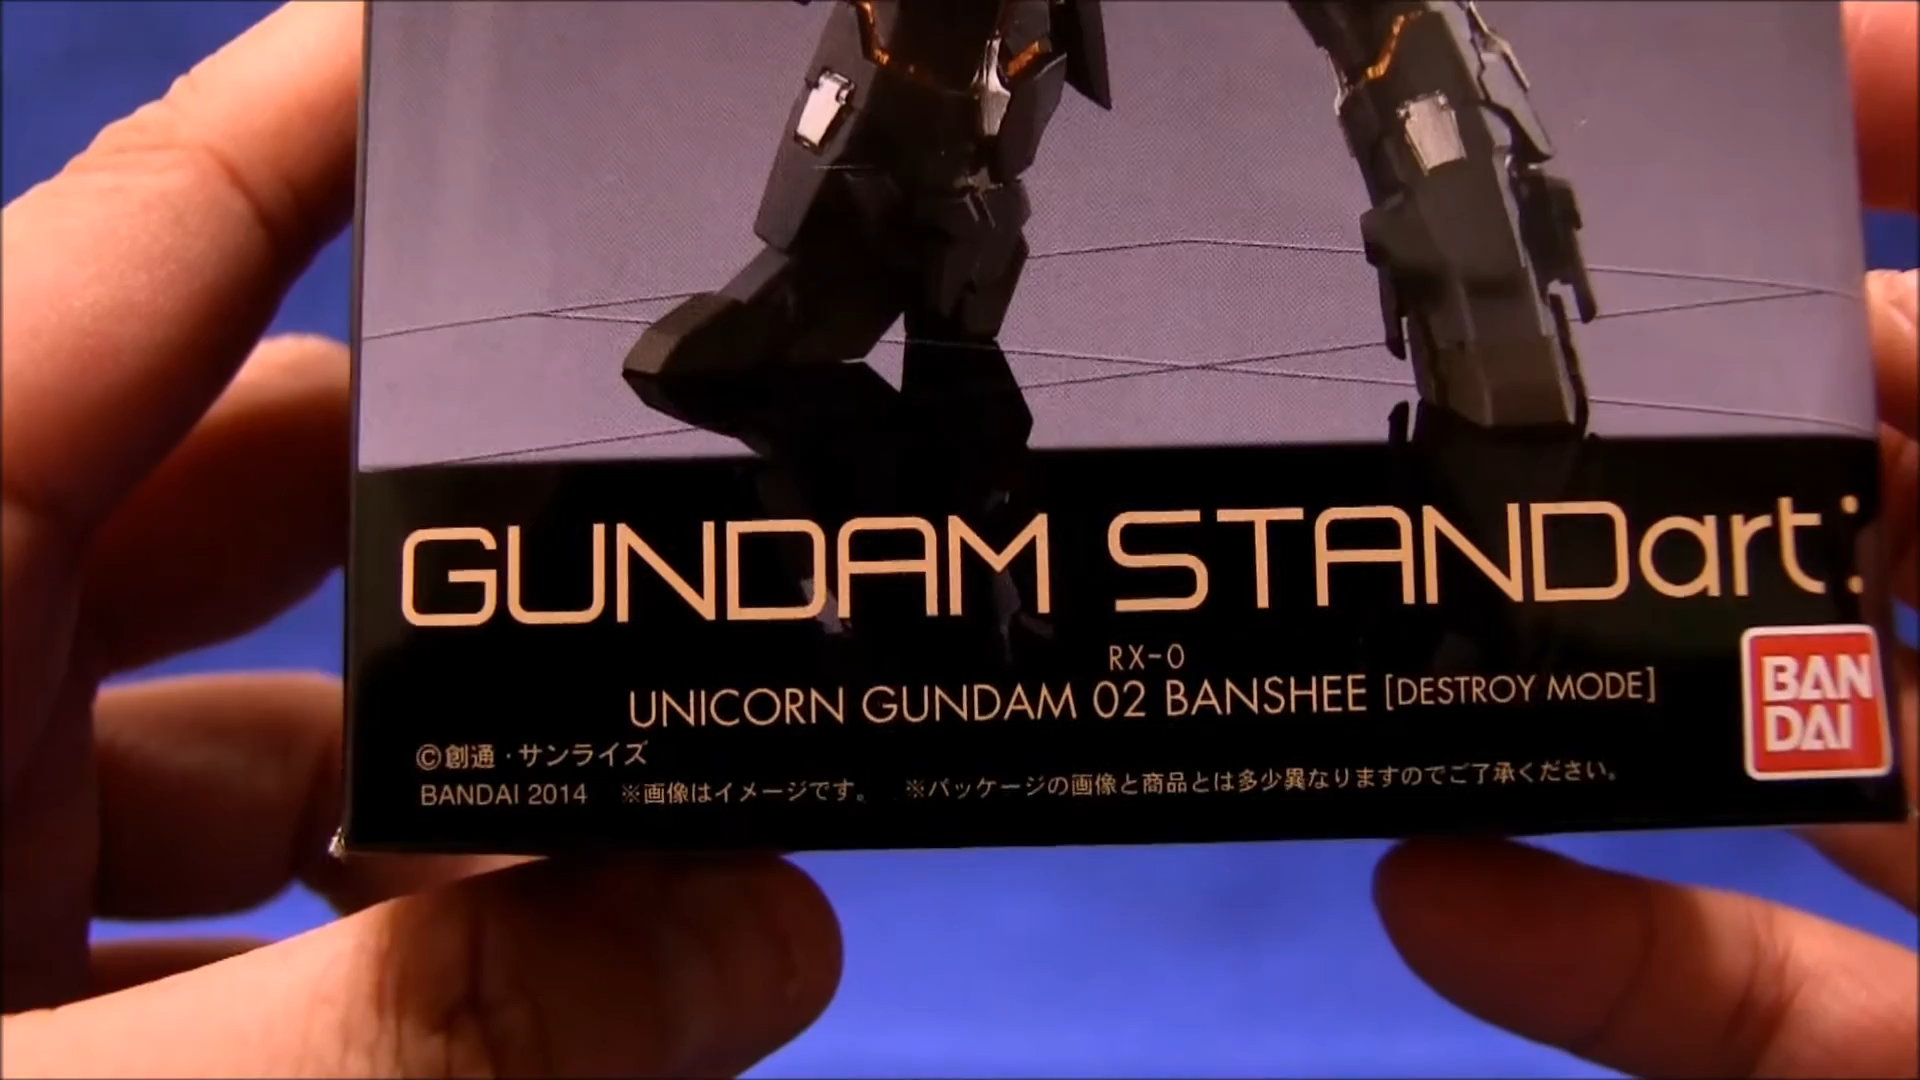 GUNDAM STANDart:
RX-0
UNICORN GUNDAM 02 BANSHEE [DESTROY MODE]
BAN
DAI
©創通・サンライズ
BANDAI 2014 ※画像はイメージです。 ※パッケージの画像と商品とは多少異なりますのでご了承ください。